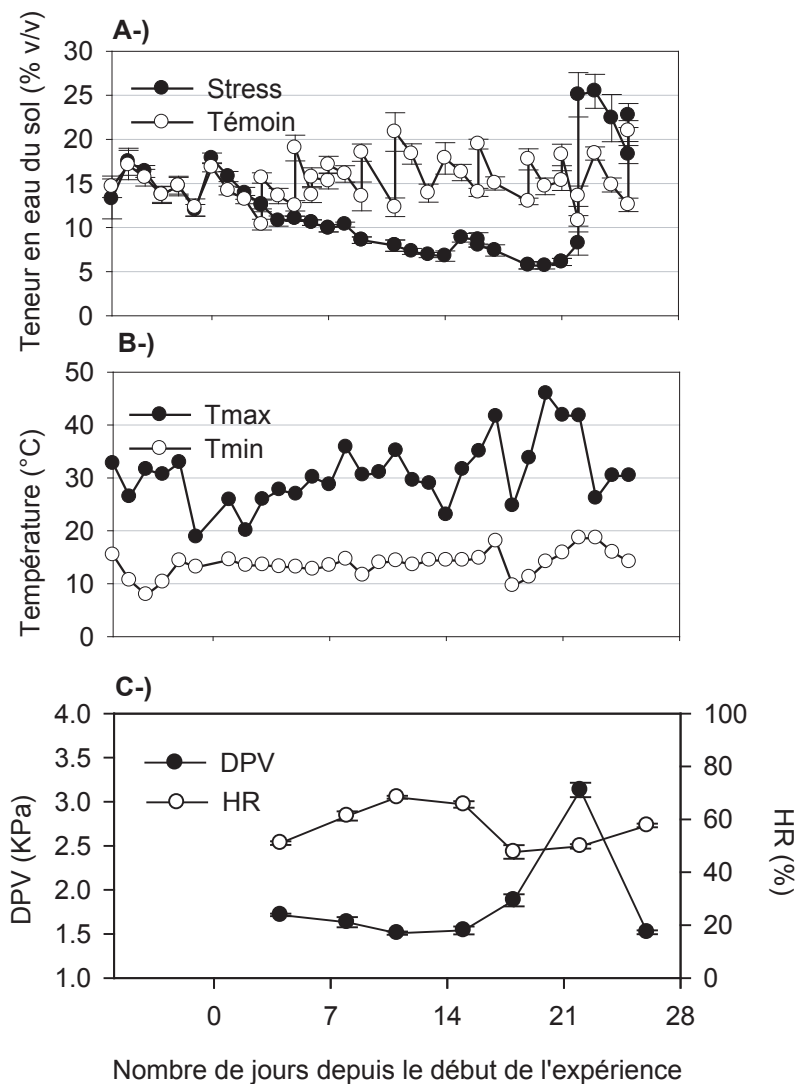 A-)
Teneur en eau du sol (% v/v)
30
25
20
15
10
5
0
Stress
Témoin
B-)
Température (°C)
50
40
30
20
10
0
Tmax
Tmin
C-)
DPV (KPa)
4.0
3.5
3.0
2.5
2.0
1.5
1.0
DPV
HR
100
80
60
40
20
0
HR (%)
0 7 14 21 28
Nombre de jours depuis le début de l'expérience